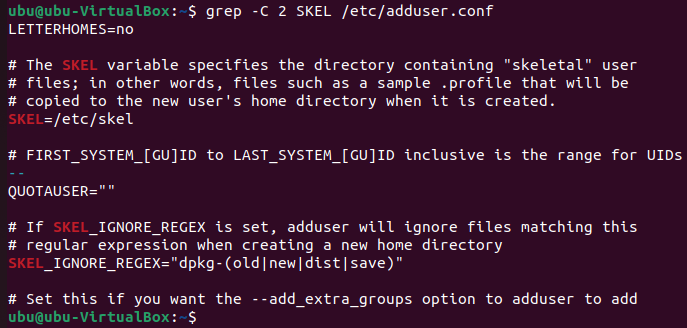 ubu@ubu-VirtualBox:~$ grep -C 2 SKEL /etc/adduser.conf
LETTERHOMES=no
# The SKEL variable specifies the directory containing "skeletal" user
# files; in other words, files such as a sample .profile that will be
# copied to the new user's home directory when it is created.
SKEL=/etc/skel
# FIRST_SYSTEM_[GU]ID to LAST_SYSTEM_[GU]ID inclusive is the range for UIDs
--
QUOTAUSER=""
# If SKEL_IGNORE_REGEX is set, adduser will ignore files matching this
# regular expression when creating a new home directory
SKEL_IGNORE_REGEX="dpkg-(old|new|dist|save)"
# Set this if you want the --add_extra_groups option to adduser to add
ubu@ubu-VirtualBox:~$